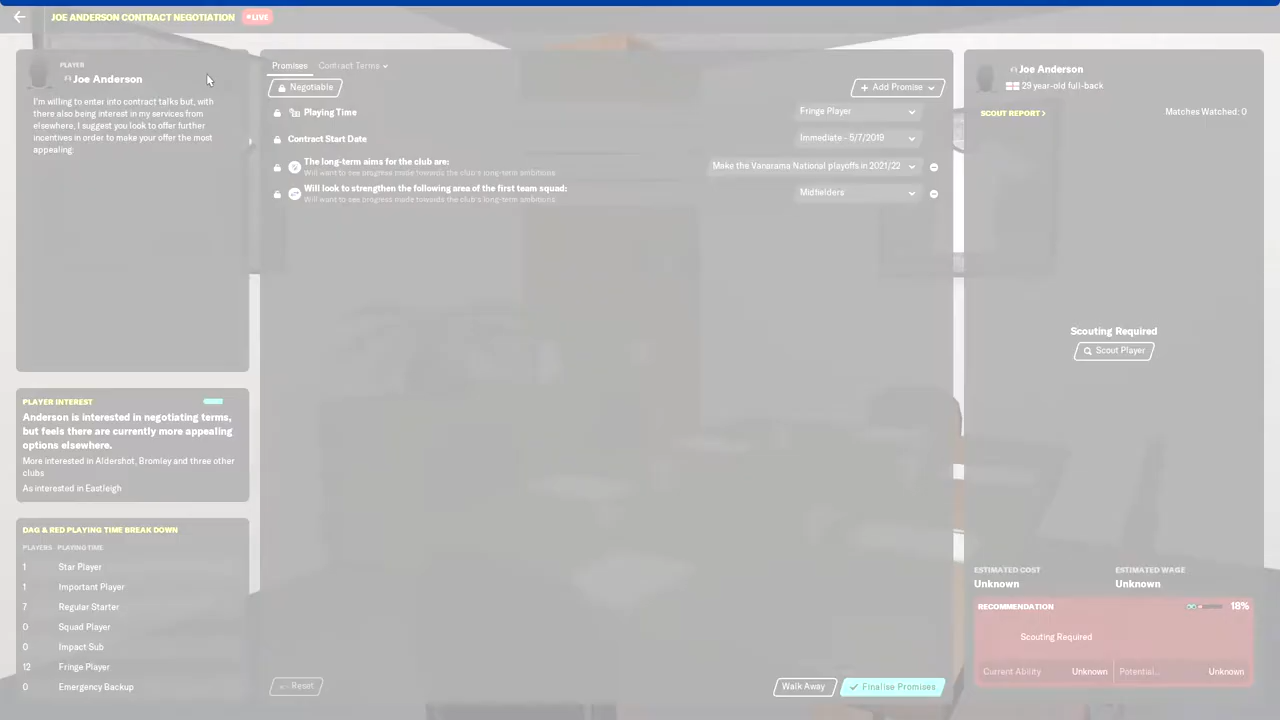 JOE ANDERSON CONTRACT NEGOTIATION
LIVE
PLAYER
Joe Anderson
I'm willing to enter into contract talks but, with
there also being interest in my services from
elsewhere, I suggest you look to offer further
incentives in order to make your offer the most
appealing.
PLAYER INTEREST
Anderson is interested in negotiating terms,
but feels there are currently more appealing
options elsewhere.
More interested in Aldershot, Bromley and three other
clubs
As interested in Eastleigh
DAG & RED PLAYING TIME BREAK DOWN
PLAYERS PLAYING TIME
1 Star Player
1 Important Player
7 Regular Starter
0 Squad Player
0 Impact Sub
12 Fringe Player
0 Emergency Backup
Promises Contract Terms
Negotiable
Add Promise
Playing Time Fringe Player
Contract Start Date Immediate - 5/7/2019
The long-term aims for the club are: Make the Vanarama National playoffs in 2021/22
Will want to see progress made towards the club's long-term ambitions
Will look to strengthen the following area of the first team squad: Midfielders
Will want to see progress made towards the club's long-term ambitions
Reset
Walk Away
Finalise Promises
Joe Anderson
29 year-old full-back
SCOUT REPORT > Matches Watched: 0
Scouting Required
Scout Player
ESTIMATED COST ESTIMATED WAGE
Unknown Unknown
RECOMMENDATION 18%
Scouting Required
Current Ability Unknown Potential... Unknown